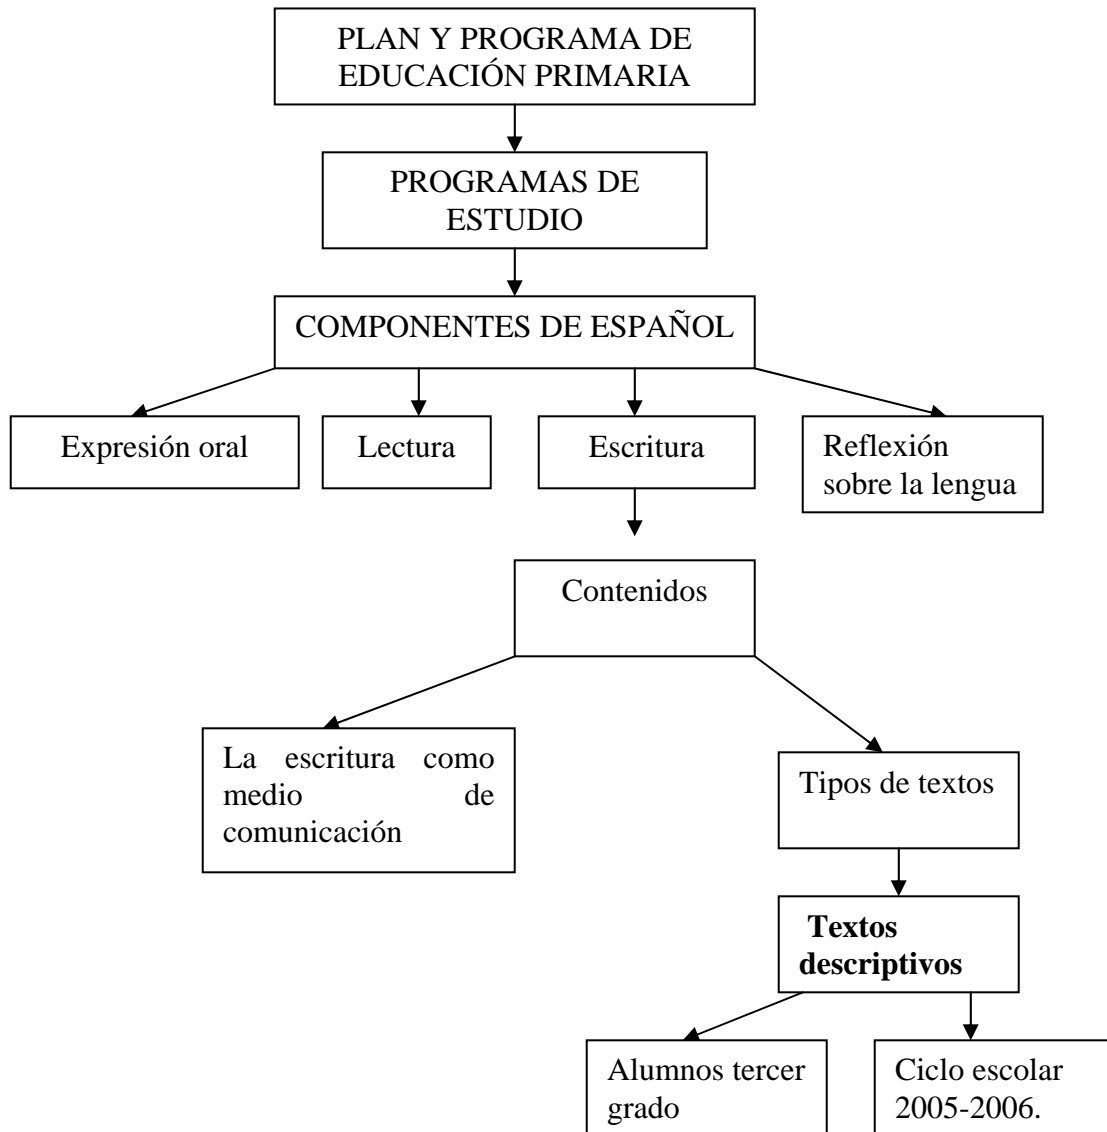 PLAN Y PROGRAMA DE
EDUCACIÓN PRIMARIA
PROGRAMAS DE
ESTUDIO
COMPONENTES DE ESPAÑOL
Expresión oral
Lectura
Escritura
Reflexión
sobre la lengua
Contenidos
La escritura como
medio de
comunicación
Tipos de textos
Textos
descriptivos
Alumnos tercer
grado
Ciclo escolar
2005-2006.